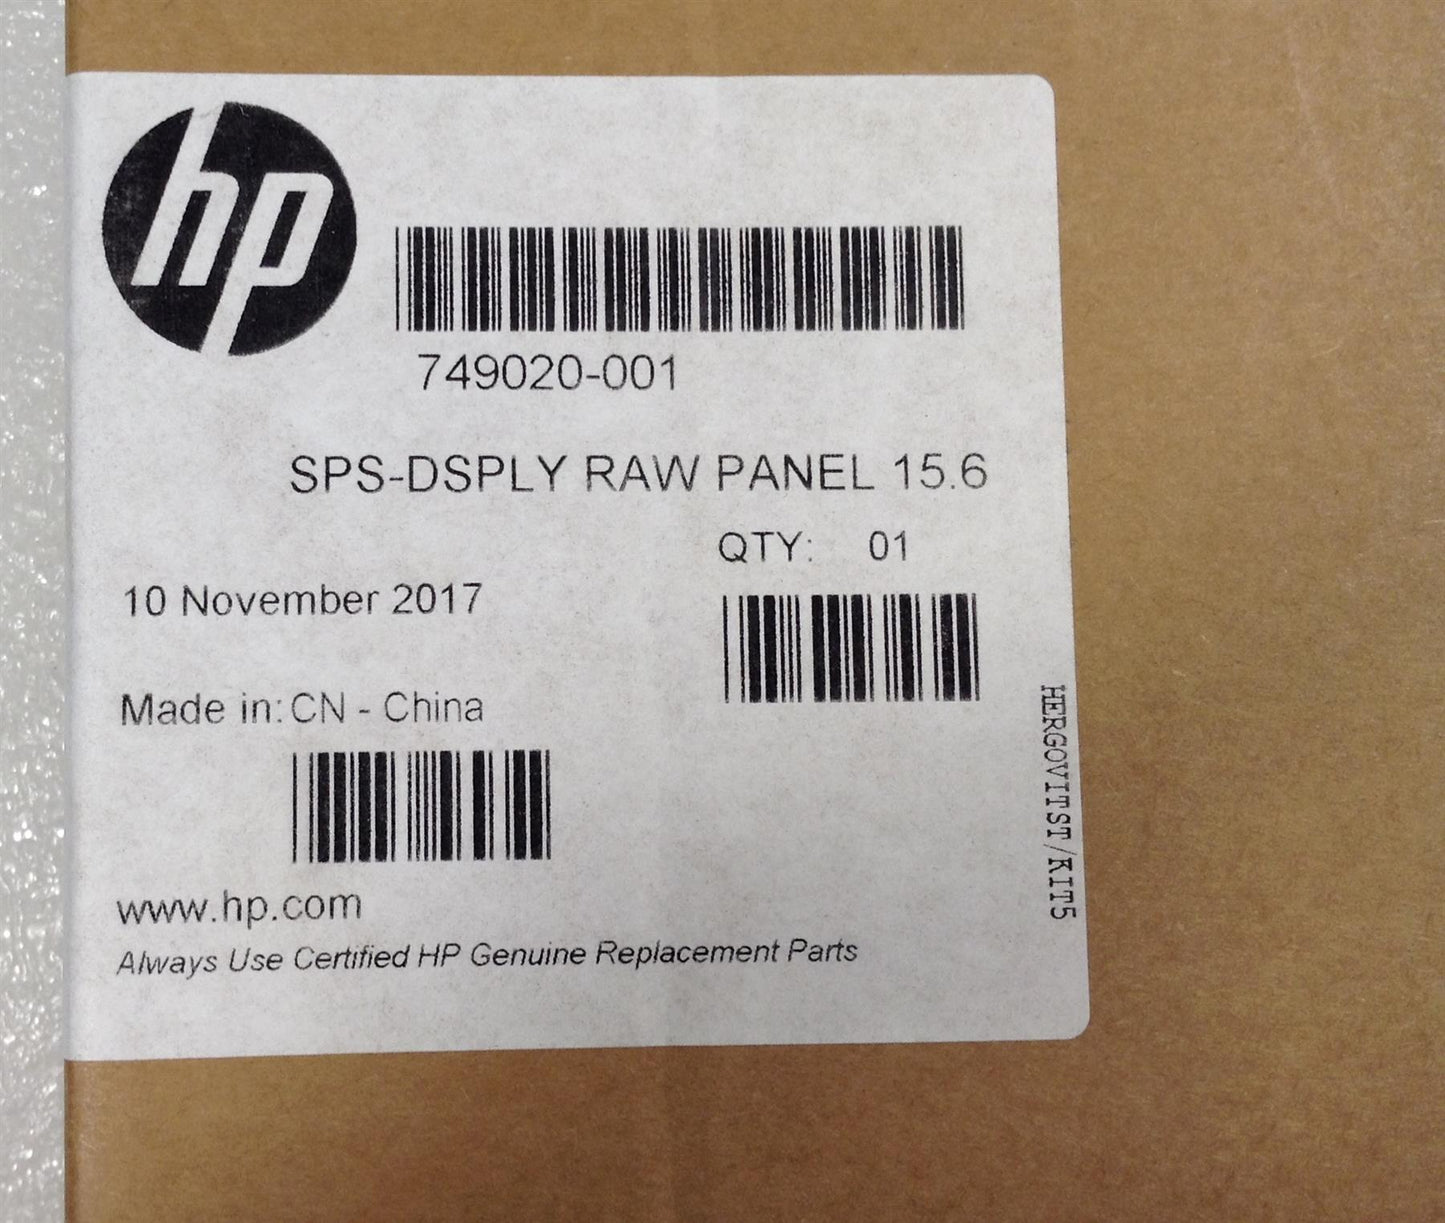 hp
749020-001
SPS-DSPLY RAW PANEL 15.6
QTY: 01
10 November 2017
Made in: CN - China
www.hp.com
Always Use Certified HP Genuine Replacement Parts
HERGOVITST/KIT5